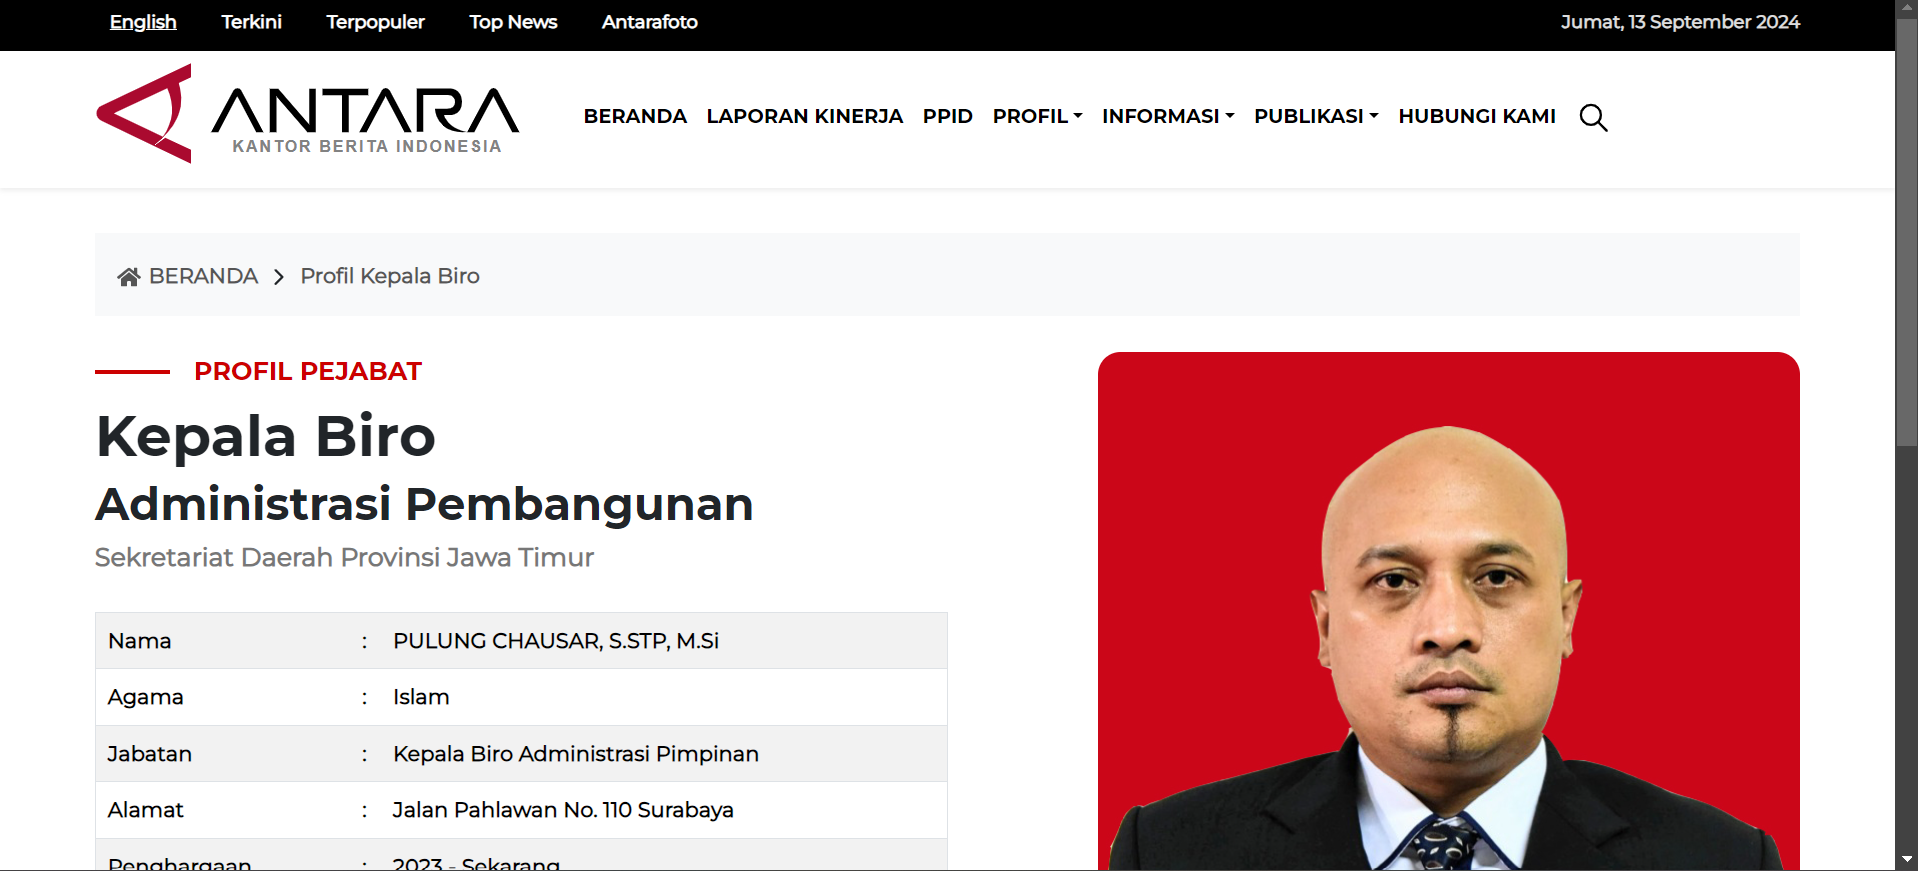 English Terkini Terpopuler Top News Antarafoto Jumat, 13 September 2024
ANTARA
KANTOR BERITA INDONESIA
BERANDA LAPORAN KINERJA PPID PROFIL INFORMASI PUBLIKASI HUBUNGI KAMI
BERANDA > Profil Kepala Biro
PROFIL PEJABAT
Kepala Biro
Administrasi Pembangunan
Sekretariat Daerah Provinsi Jawa Timur
Nama : PULUNG CHAUSAR, S.STP, M.Si
Agama : Islam
Jabatan : Kepala Biro Administrasi Pimpinan
Alamat : Jalan Pahlawan No. 110 Surabaya
Penghargaan : 2023 - Sekarang